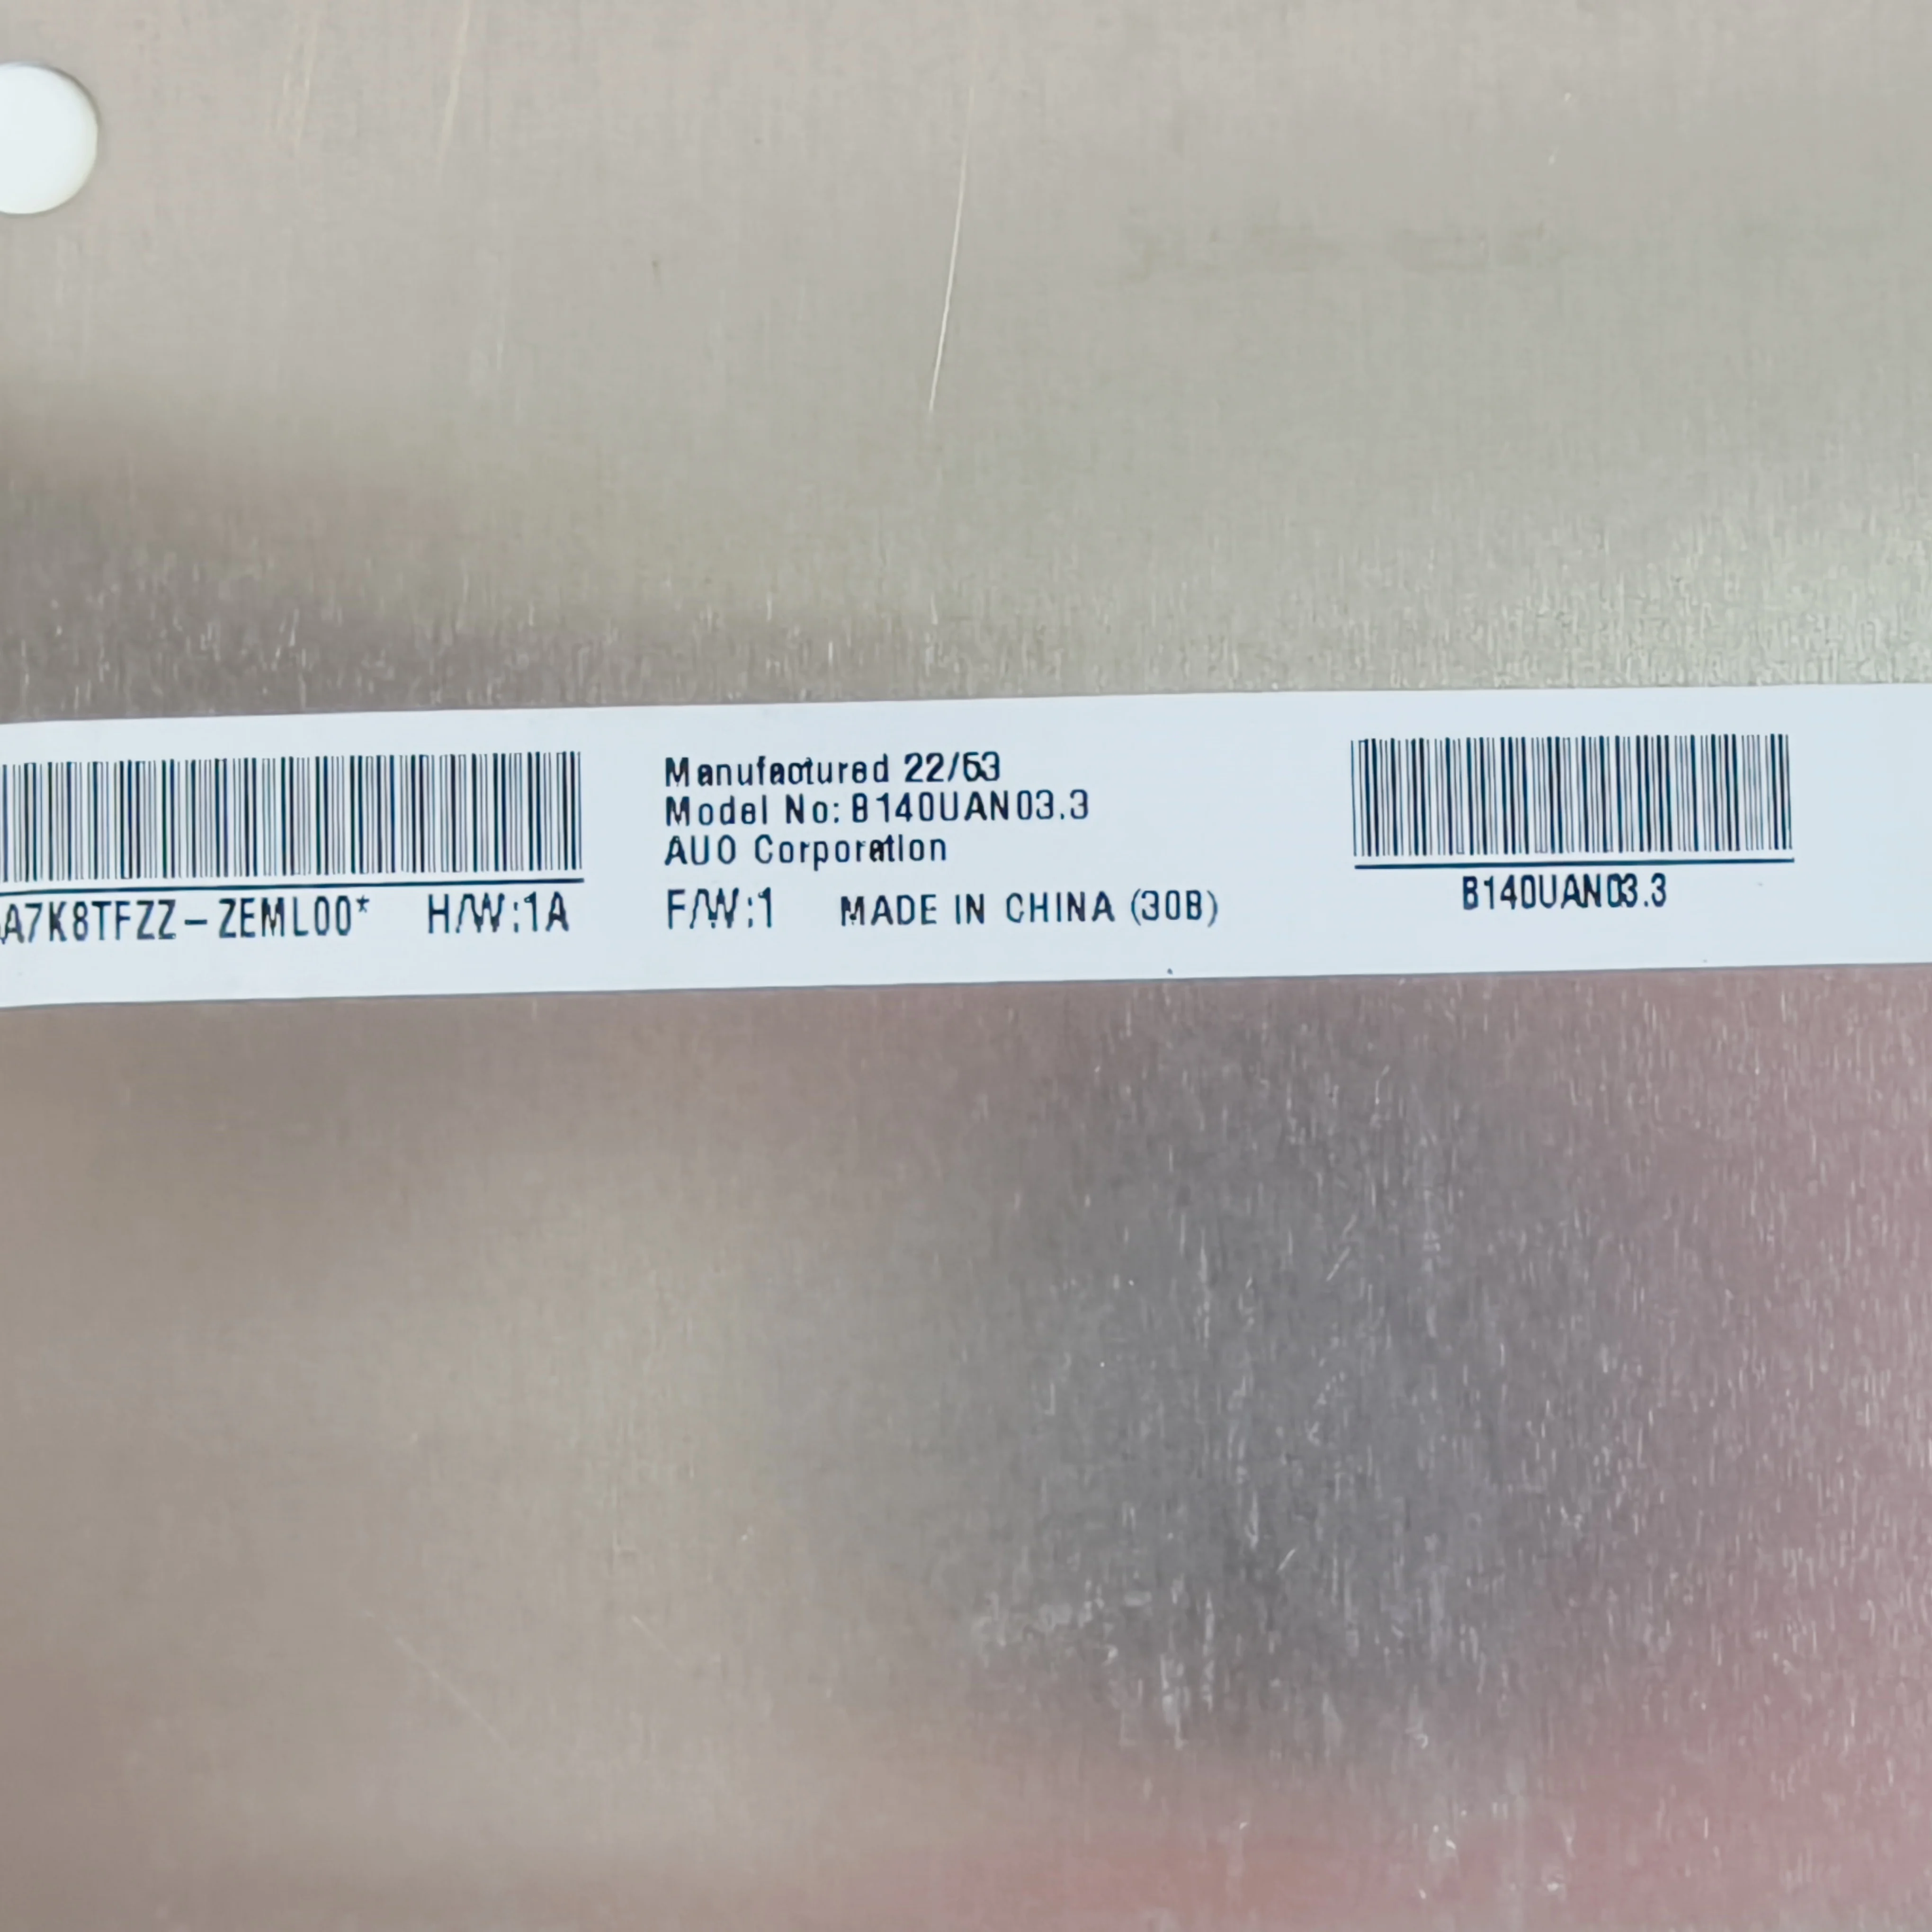 Manufactured 22/53
Model No: B140UAN03.3
AUO Corporation
A7K8TFZZ-ZEML00* H/W:1A F/W:1 MADE IN CHINA (30B)
B140UAN03.3